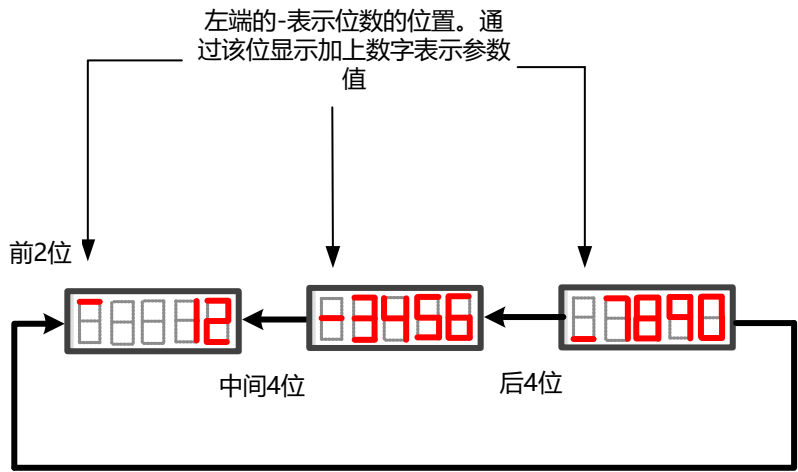 左端的-表示位数的位置。通
过该位显示加上数字表示参数
值
前2位
12
-3456
_7890
中间4位
后4位